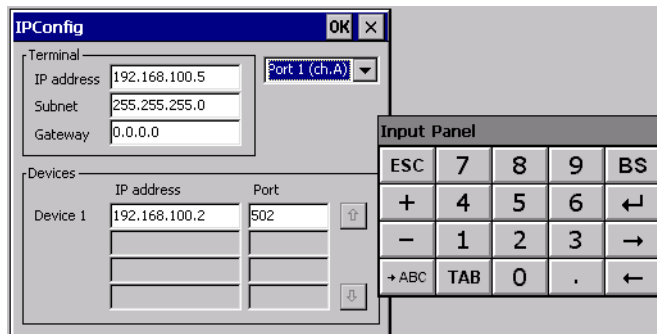 IPConfig OK ×
Terminal
IP address 192.168.100.5 Port 1 (ch.A)
Subnet 255.255.255.0
Gateway 0.0.0.0
Devices
IP address Port
Device 1 192.168.100.2 502
Input Panel
ESC 7 8 9 BS
+ 4 5 6 ↵
− 1 2 3 →
→ABC TAB 0 . ←